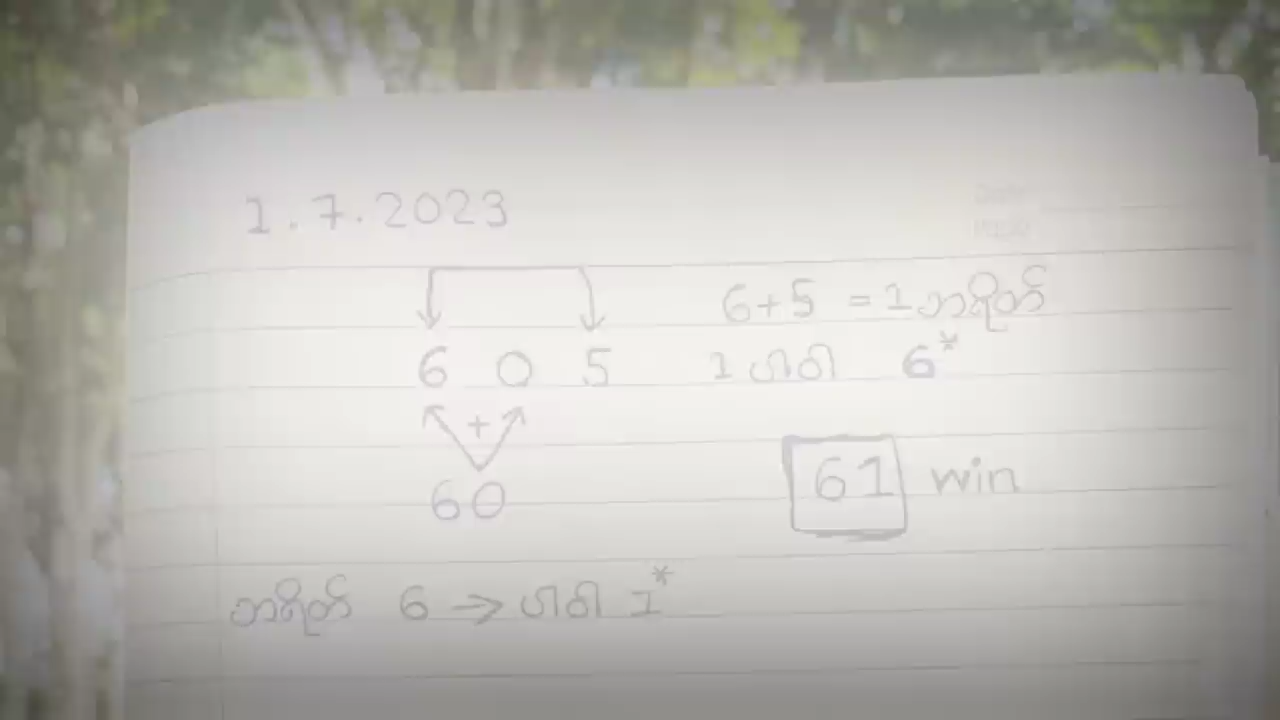 1.7.2023
6+5 = 1 ဘရိတ်
6 0 5
1 ပါဝါ 6*
+
60
61 win
ဘရိတ် 6 → ပါဝါ 1*